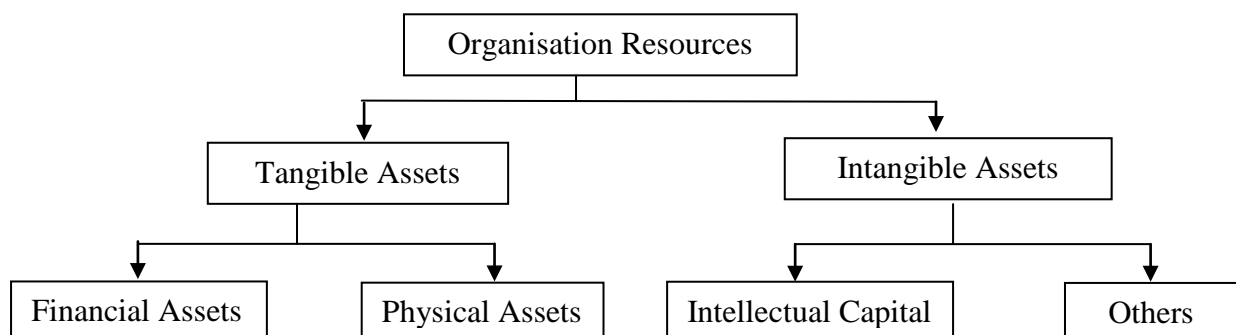 Organisation Resources
Tangible Assets
Intangible Assets
Financial Assets
Physical Assets
Intellectual Capital
Others